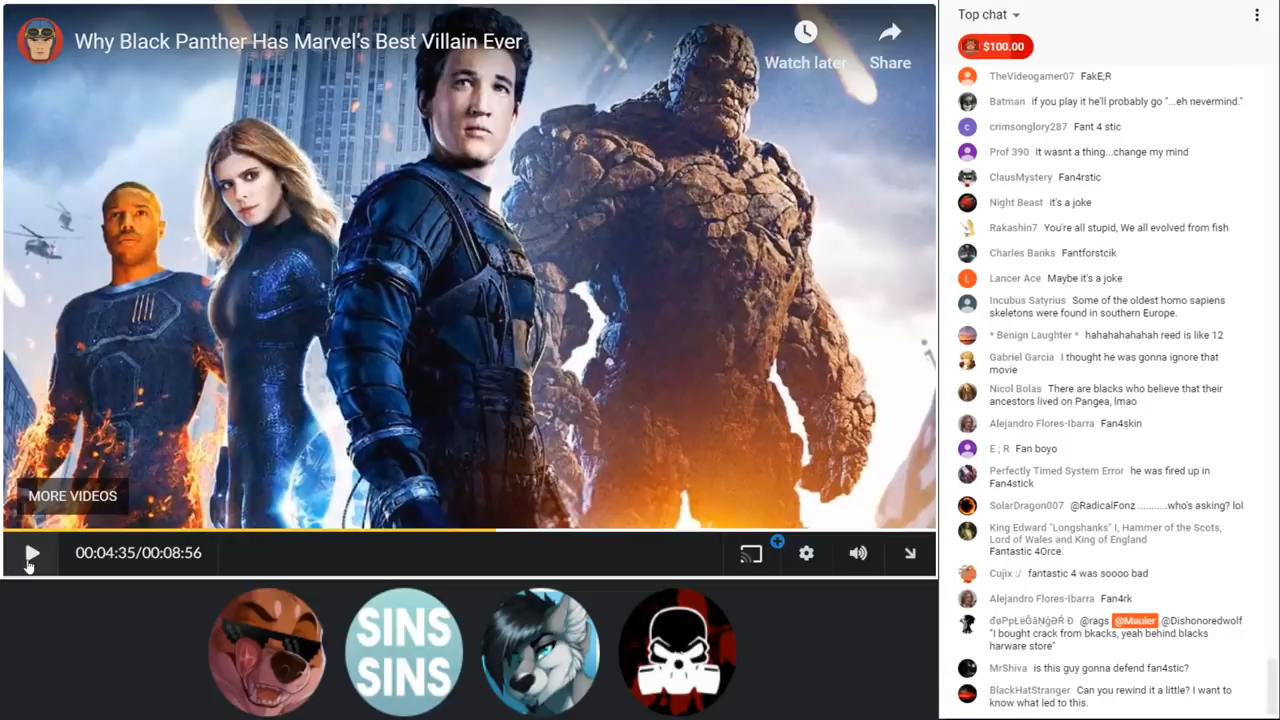 Why Black Panther Has Marvel's Best Villain Ever
Watch later
Share
MORE VIDEOS
00:04:35/00:08:56
SINS
SINS
Top chat
$100.00
TheVideogamer07 FakE;R
Batman if you play it he'll probably go "...eh nevermind."
C
crimsonglory287 Fant 4 stic
Prof 390 It wasnt a thing...change my mind
ClausMystery Fan4rstic
Night Beast it's a joke
Rakashin7 You're all stupid, We all evolved from fish
Charles Banks Fantforstcik
L
Lancer Ace Maybe it's a joke
Incubus Satyrius Some of the oldest homo sapiens
skeletons were found in southern Europe.
* Benign Laughter * hahahahahahah reed is like 12
Gabriel Garcia I thought he was gonna ignore that
movie
Nicol Bolas There are blacks who believe that their
ancestors lived on Pangea, lmao
Alejandro Flores-Ibarra Fan4skin
E ; R Fan boyo
Perfectly Timed System Error he was fired up in
Fan4stick
SolarDragon007 @RadicalFonz ..........who's asking? lol
King Edward "Longshanks" I, Hammer of the Scots,
Lord of Wales and King of England
Fantastic 4Orce.
Cujix :/ fantastic 4 was soooo bad
Alejandro Flores-Ibarra Fan4rk
@rags @Mauler @Dishonoredwolf
"I bought crack from bkacks, yeah behind blacks
harware store"
MrShiva is this guy gonna defend fan4stic?
BlackHatStranger Can you rewind it a little? I want to
know what led to this.